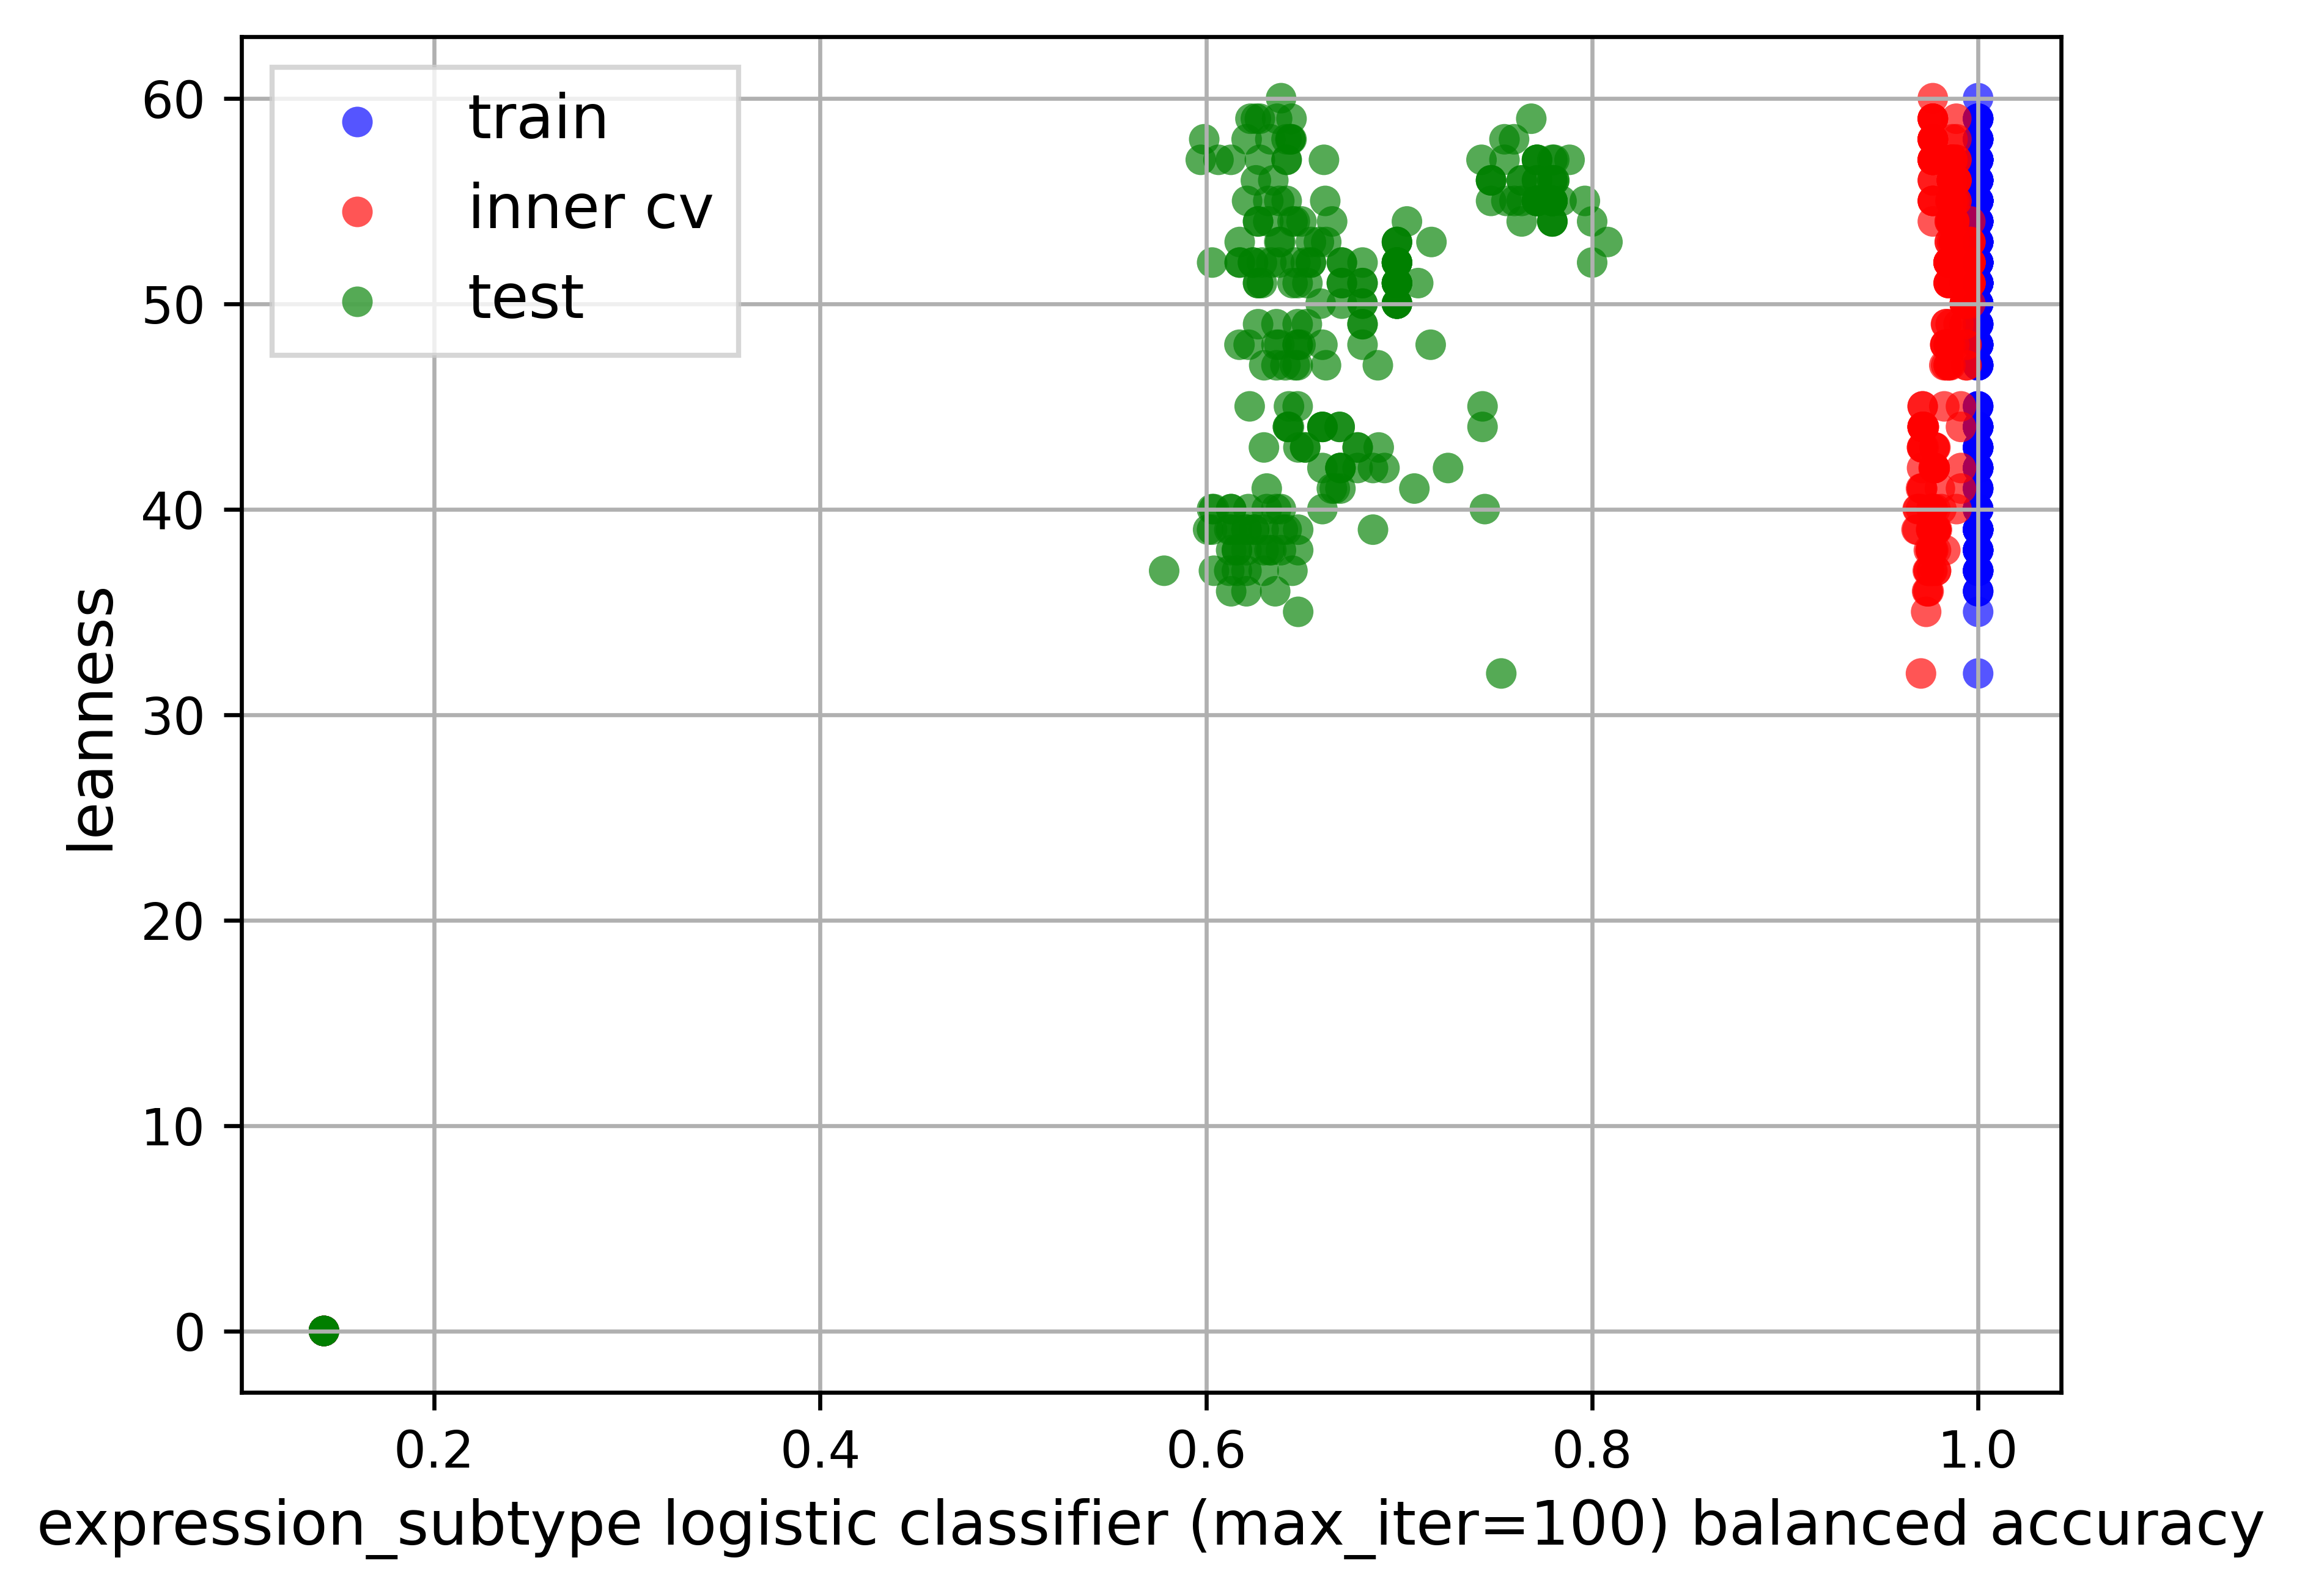 train
inner cv
test
60
50
40
30
20
10
0
leanness
0.2 0.4 0.6 0.8 1.0
expression_subtype logistic classifier (max_iter=100) balanced accuracy